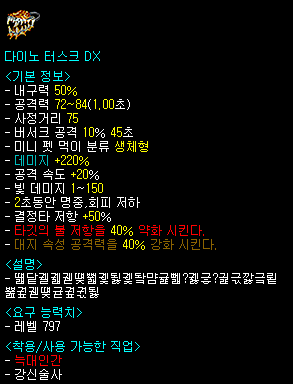 다이노 터스크 DX
<기본 정보>
- 내구력 50%
- 공격력 72~84(1,00초)
- 사정거리 75
- 버서크 공격 10% 45초
- 미니 펫 먹이 분류 생체형
- 데미지 +220%
- 공격 속도 +20%
- 빛 데미지 1~150
- 2초동안 명중,회피 저하
- 결정타 저항 +50%
- 타깃의 불 저항을 40% 약화 시킨다.
- 대지 속성 공격력을 40% 강화 시킨다.
<설명>
<요구 능력치>
- 레벨 797
<착용/사용 가능한 직업>
- 늑대인간
- 강신술사